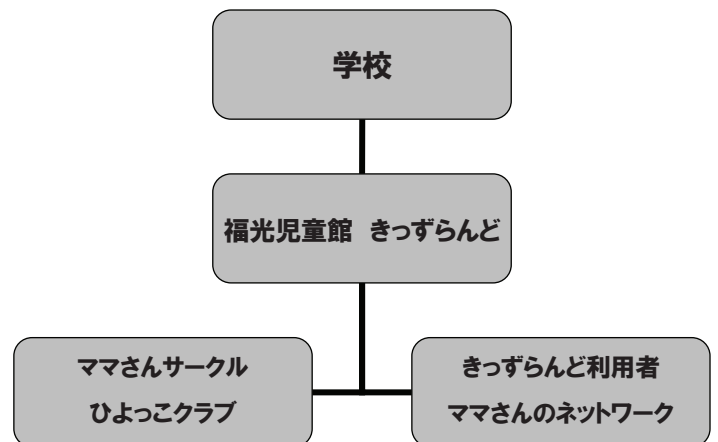 学校
福光児童館 きっずらんど
ママさんサークル
ひよっこクラブ
きっずらんど利用者
ママさんのネットワーク